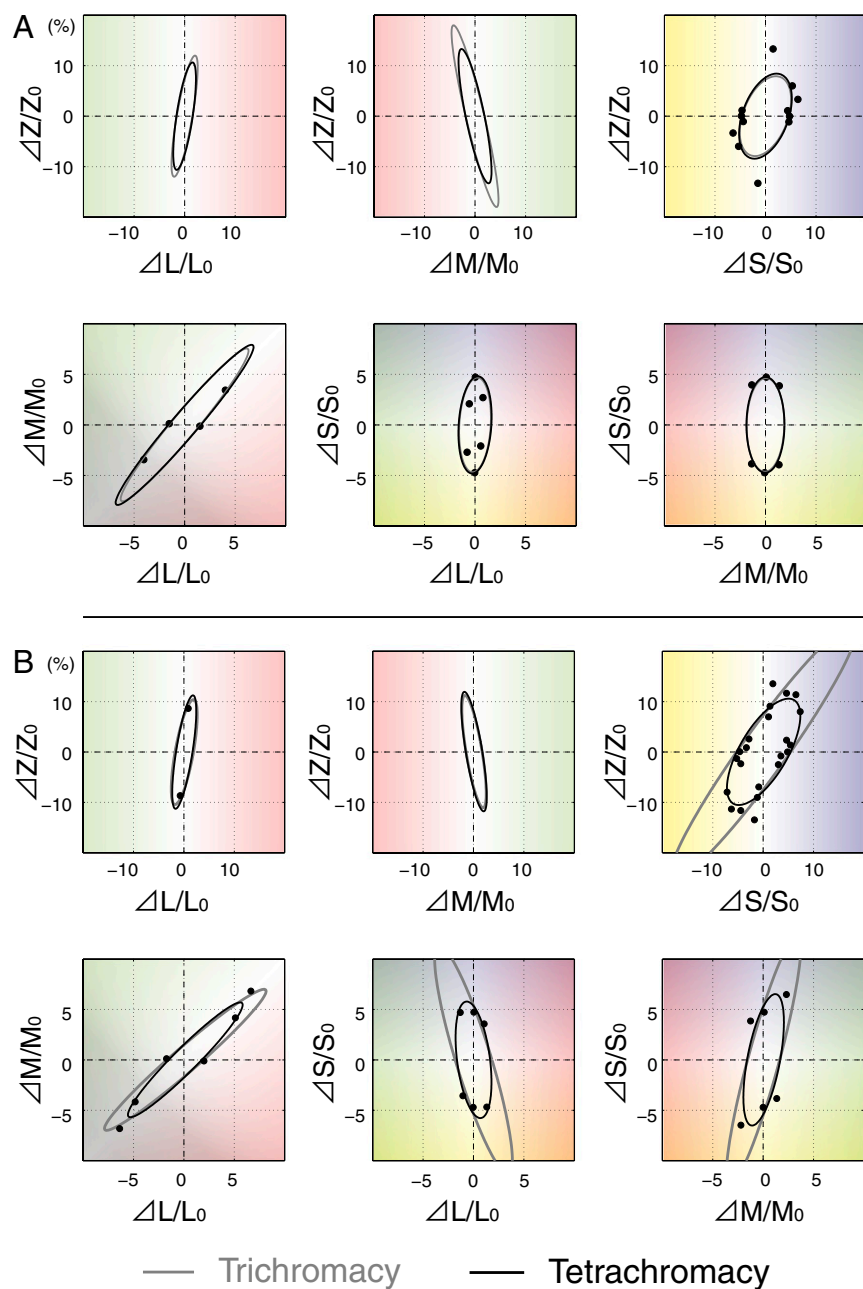 A (%)
10
0
−10
⊿Z/Z₀
−10 0 10
⊿L/L₀
10
0
−10
⊿Z/Z₀
−10 0 10
⊿M/M₀
10
0
−10
⊿Z/Z₀
−10 0 10
⊿S/S₀
5
0
−5
⊿M/M₀
−5 0 5
⊿L/L₀
5
0
−5
⊿S/S₀
−5 0 5
⊿L/L₀
5
0
−5
⊿S/S₀
−5 0 5
⊿M/M₀
B (%)
10
0
−10
⊿Z/Z₀
−10 0 10
⊿L/L₀
10
0
−10
⊿Z/Z₀
−10 0 10
⊿M/M₀
10
0
−10
⊿Z/Z₀
−10 0 10
⊿S/S₀
5
0
−5
⊿M/M₀
−5 0 5
⊿L/L₀
5
0
−5
⊿S/S₀
−5 0 5
⊿L/L₀
5
0
−5
⊿S/S₀
−5 0 5
⊿M/M₀
Trichromacy Tetrachromacy